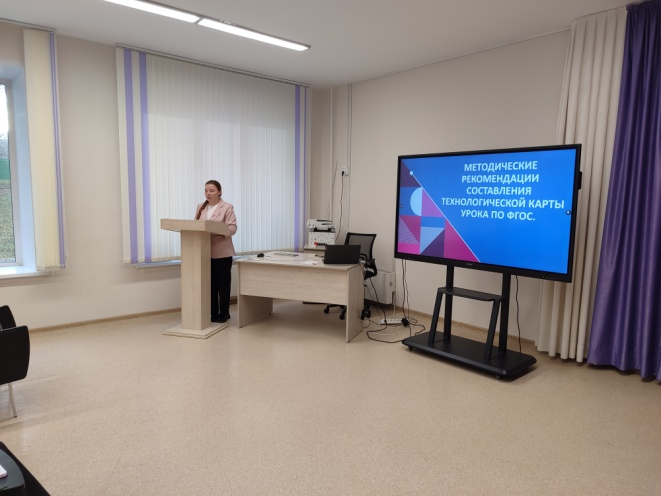 МЕТОДИЧЕСКИЕ
РЕКОМЕНДАЦИИ
СОСТАВЛЕНИЯ
ТЕХНОЛОГИЧЕСКОЙ КАРТЫ
УРОКА ПО ФГОС.